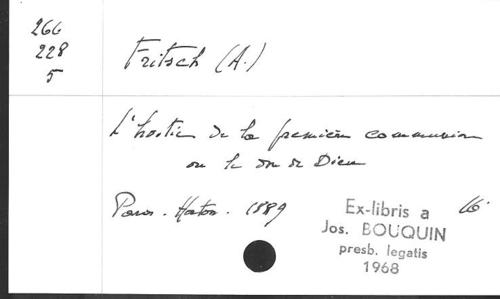 266
228
5
Fritsch (A.)
L'hostie de la première communion
ou le don de Dieu
Paris. Haton. 1889 16°
Ex-libris a
Jos. BOUQUIN
presb. legatis
1968